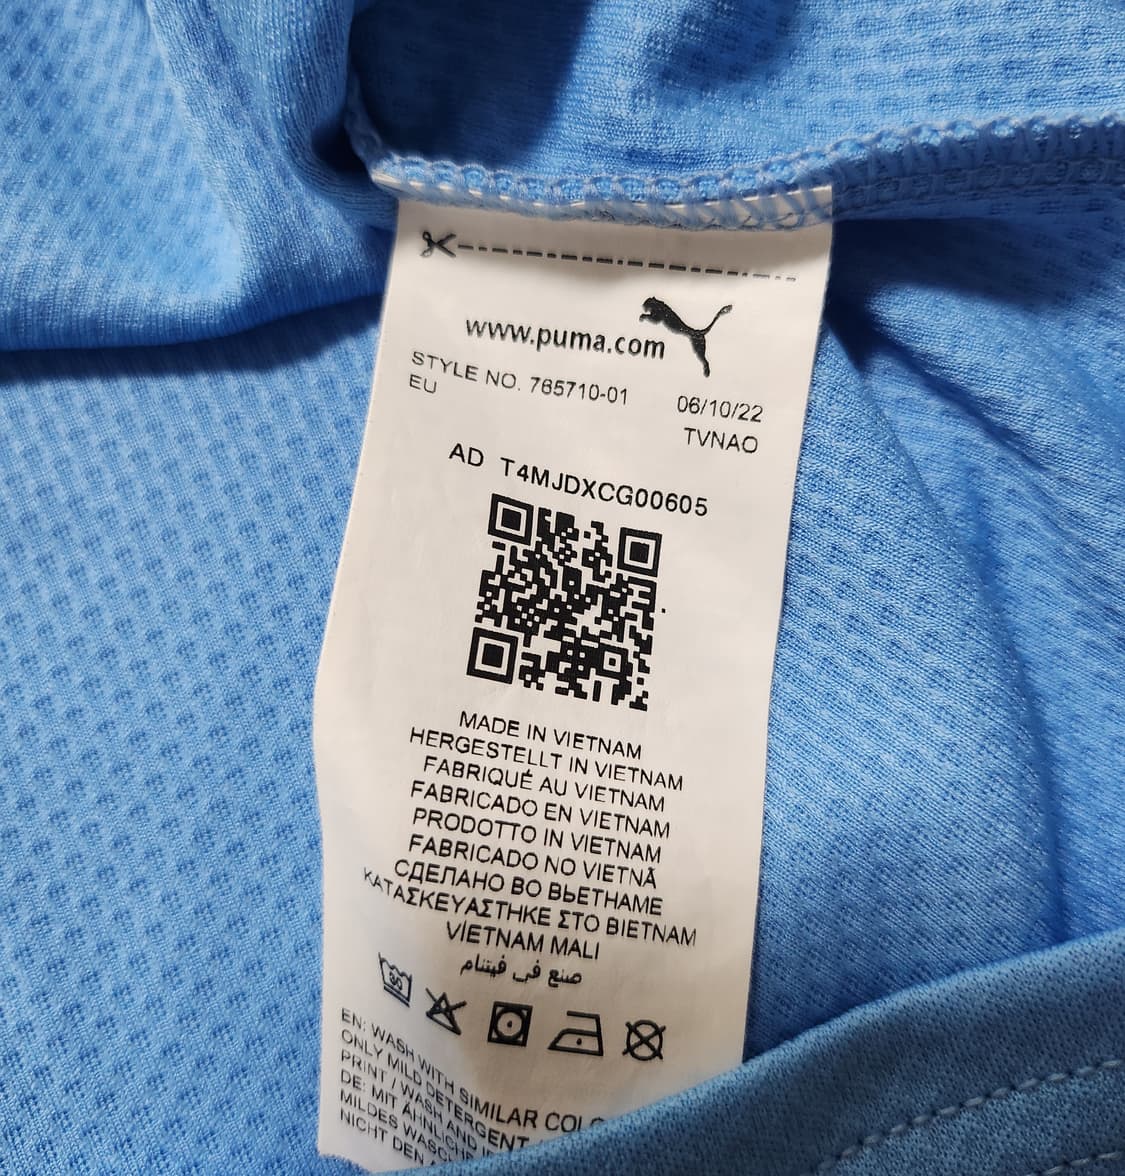 www.puma.com
STYLE NO. 765710-01 06/10/22
EU TVNAO
AD T4MJDXCG00605
MADE IN VIETNAM
HERGESTELLT IN VIETNAM
FABRIQUÉ AU VIETNAM
FABRICADO EN VIETNAM
PRODOTTO IN VIETNAM
FABRICADO NO VIETNÃ
СДЕЛАНО ВО ВЬЕТНАМЕ
ΚΑΤΑΣΚΕΥΑΣΤΗΚΕ ΣΤΟ ΒΙΕΤΝΑΜ
VIETNAM MALI
صنع في فيتنام
30
EN: WASH WITH SIMILAR
ONLY MILD DETERGENT
PRINT / WASH AND
DE: MIT ÄHNLICH
MILDES
NICHT DEN